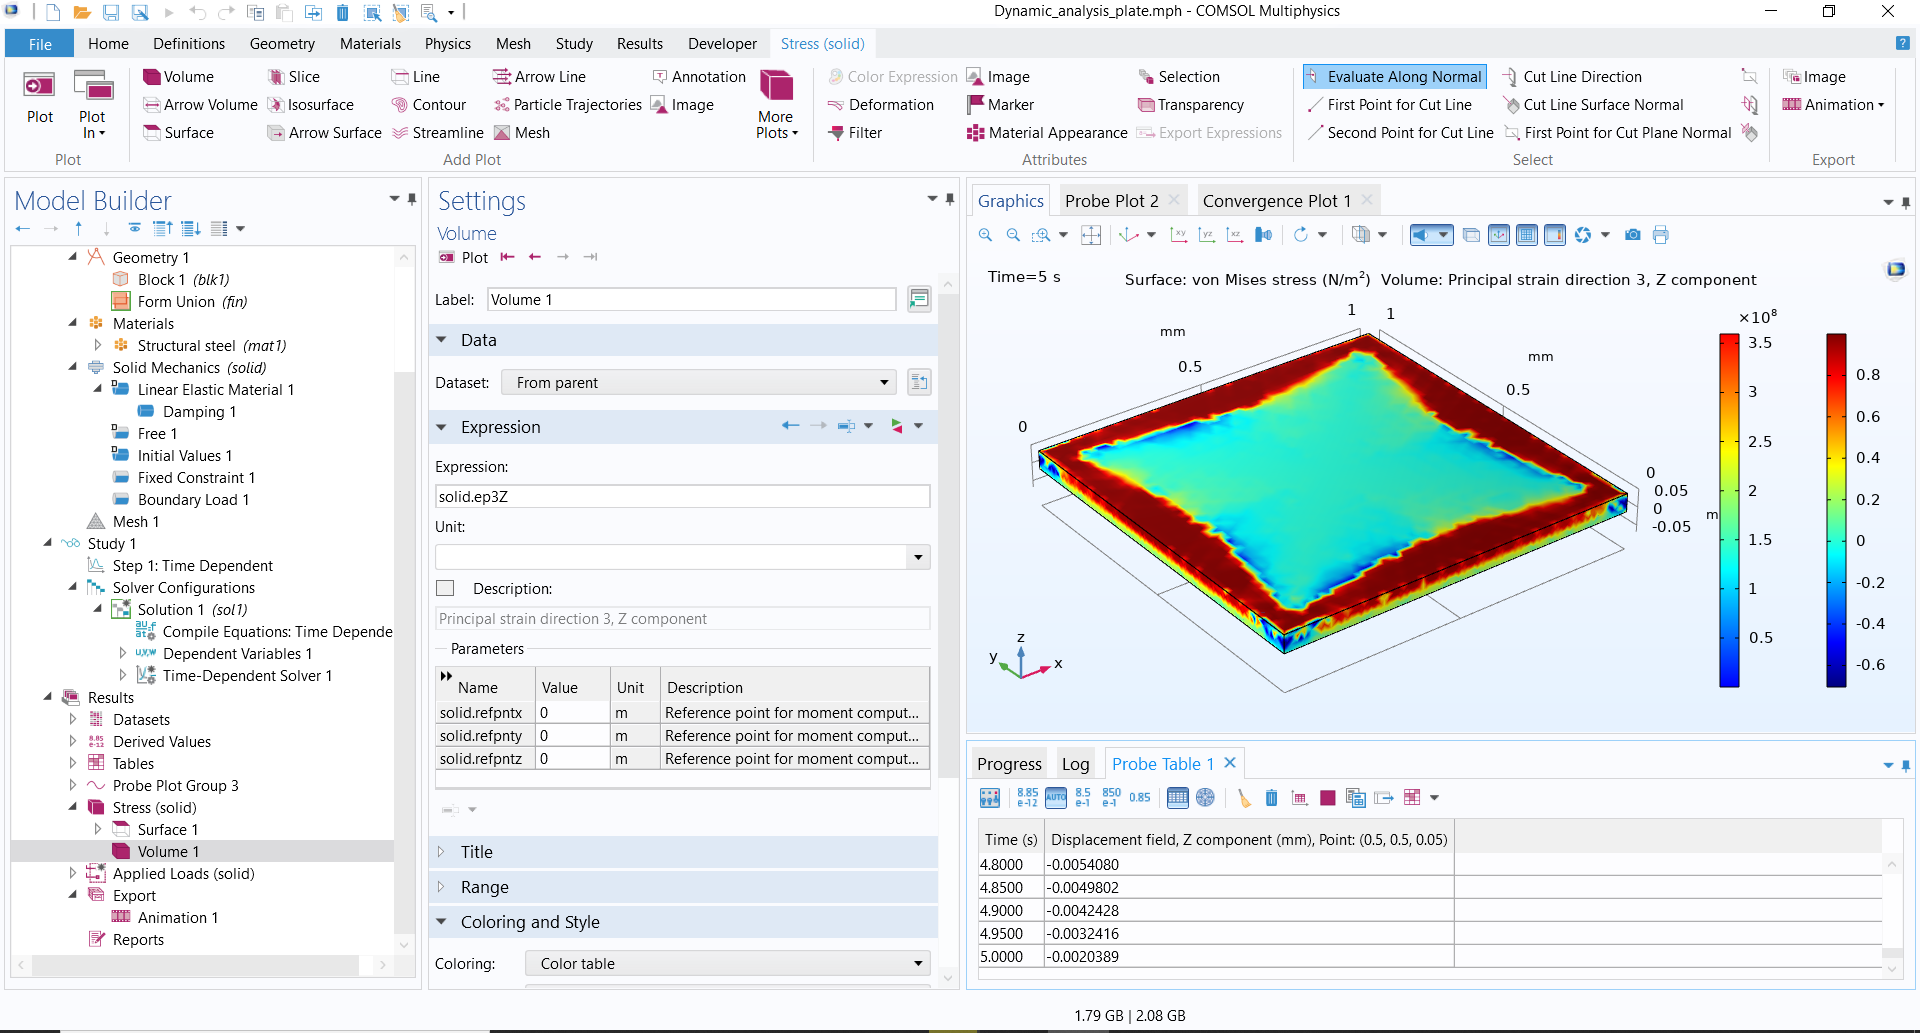 Dynamic_analysis_plate.mph - COMSOL Multiphysics
File Home Definitions Geometry Materials Physics Mesh Study Results Developer Stress (solid)
Plot
Plot In
Plot
Volume Slice Line Arrow Line Annotation
Arrow Volume Isosurface Contour Particle Trajectories Image
Surface Arrow Surface Streamline Mesh
More Plots
Add Plot
Color Expression Image Selection
Deformation Marker Transparency
Filter Material Appearance Export Expressions
Attributes
Evaluate Along Normal Cut Line Direction
First Point for Cut Line Cut Line Surface Normal
Second Point for Cut Line First Point for Cut Plane Normal
Select
Image
Animation
Export
Model Builder
Geometry 1
Block 1 (blk1)
Form Union (fin)
Materials
Structural steel (mat1)
Solid Mechanics (solid)
Linear Elastic Material 1
Damping 1
Free 1
Initial Values 1
Fixed Constraint 1
Boundary Load 1
Mesh 1
Study 1
Step 1: Time Dependent
Solver Configurations
Solution 1 (sol1)
Compile Equations: Time Depende
Dependent Variables 1
Time-Dependent Solver 1
Results
Datasets
Derived Values
Tables
Probe Plot Group 3
Stress (solid)
Surface 1
Volume 1
Applied Loads (solid)
Export
Animation 1
Reports
Settings
Volume
Plot
Label: Volume 1
Data
Dataset: From parent
Expression
Expression:
solid.ep3Z
Unit:
Description:
Principal strain direction 3, Z component
Parameters
Name Value Unit Description
solid.refpntx 0 m Reference point for moment comput...
solid.refpnty 0 m Reference point for moment comput...
solid.refpntz 0 m Reference point for moment comput...
Title
Range
Coloring and Style
Coloring: Color table
Graphics Probe Plot 2 Convergence Plot 1
xy yz xz
Time=5 s Surface: von Mises stress (N/m²) Volume: Principal strain direction 3, Z component
1 1
mm mm
0.5 0.5
0 0
0.05
0 m
-0.05
z
y x
×10⁸
3.5
3
2.5
2
1.5
1
0.5
0.8
0.6
0.4
0.2
0
-0.2
-0.4
-0.6
Progress Log Probe Table 1
8.85 e-12 AUTO 8.5 e-1 850 e-1 0.85
Time (s) Displacement field, Z component (mm), Point: (0.5, 0.5, 0.05)
4.8000 -0.0054080
4.8500 -0.0049802
4.9000 -0.0042428
4.9500 -0.0032416
5.0000 -0.0020389
1.79 GB | 2.08 GB